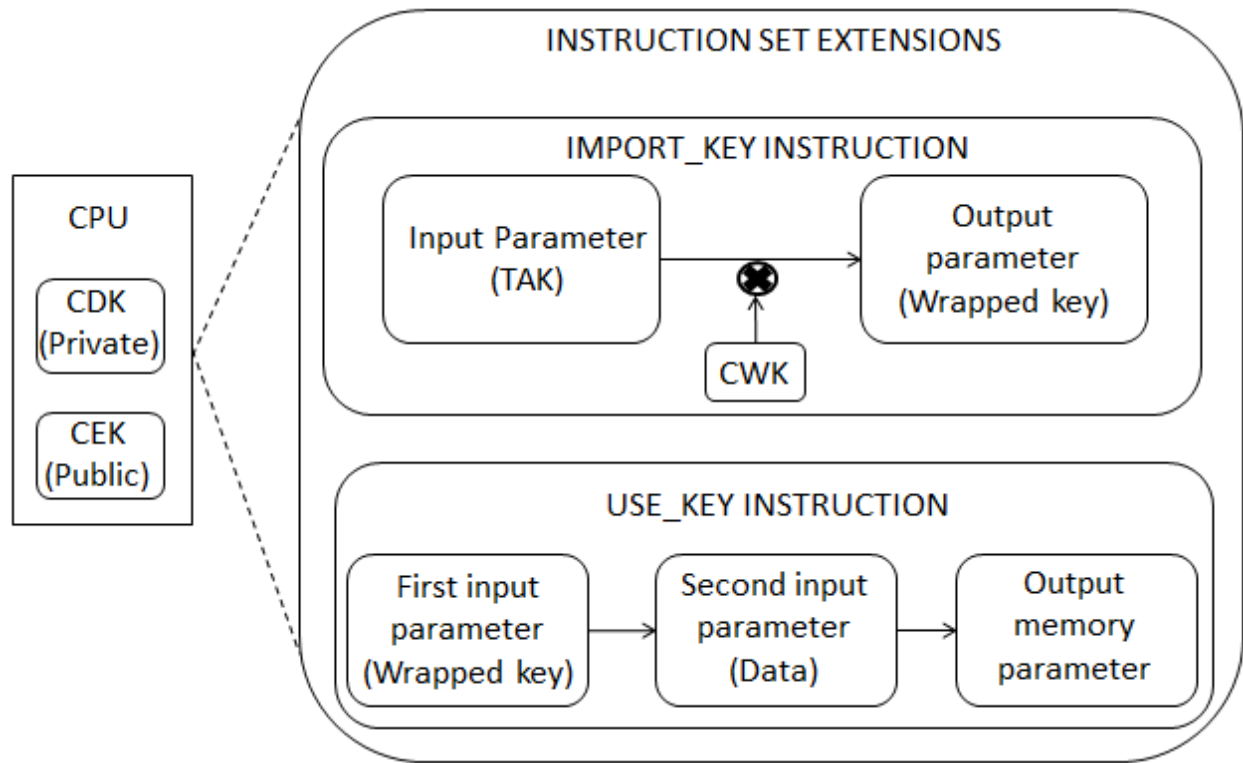 INSTRUCTION SET EXTENSIONS
CPU
CDK
(Private)
CEK
(Public)
IMPORT_KEY INSTRUCTION
Input Parameter
(TAK)
CWK
Output
parameter
(Wrapped key)
USE_KEY INSTRUCTION
First input
parameter
(Wrapped key)
Second input
parameter
(Data)
Output
memory
parameter